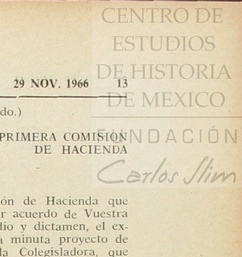 CENTRO DE
ESTUDIOS
DE HISTORIA
DE MEXICO
FUNDACIÓN
Carlos Slim
29 NOV. 1966 13
do.)
PRIMERA COMISION
DE HACIENDA
ón de Hacienda que
r acuerdo de Vuestra
dio y dictamen, el ex-
a minuta proyecto de
la Colegisladora, que